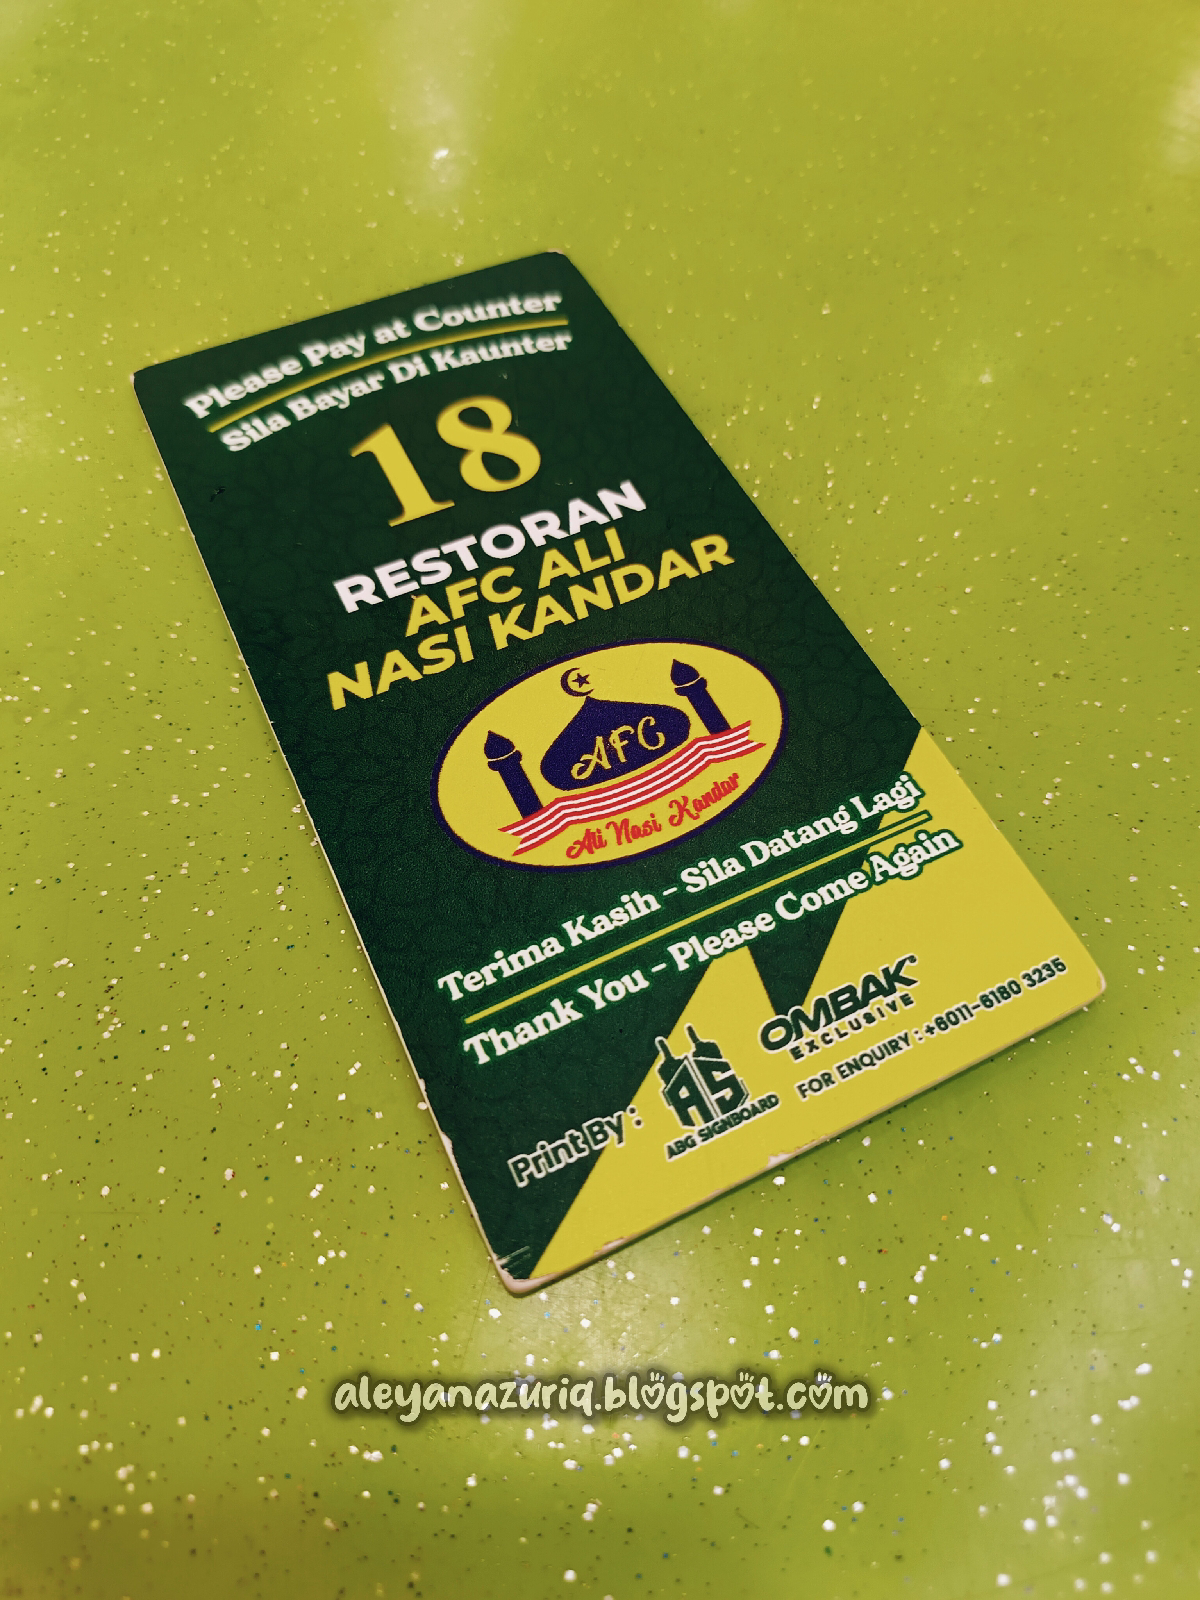 Please Pay at Counter
Sila Bayar Di Kaunter
18
RESTORAN
AFC ALI
NASI KANDAR
AFC
Ali Nasi Kandar
Terima Kasih - Sila Datang Lagi
Thank You - Please Come Again
Print By :
AS
ABG SIGNBOARD
OMBAK
EXCLUSIVE
FOR ENQUIRY : +6011-6180 3235
aleyanazuriq.blogspot.com